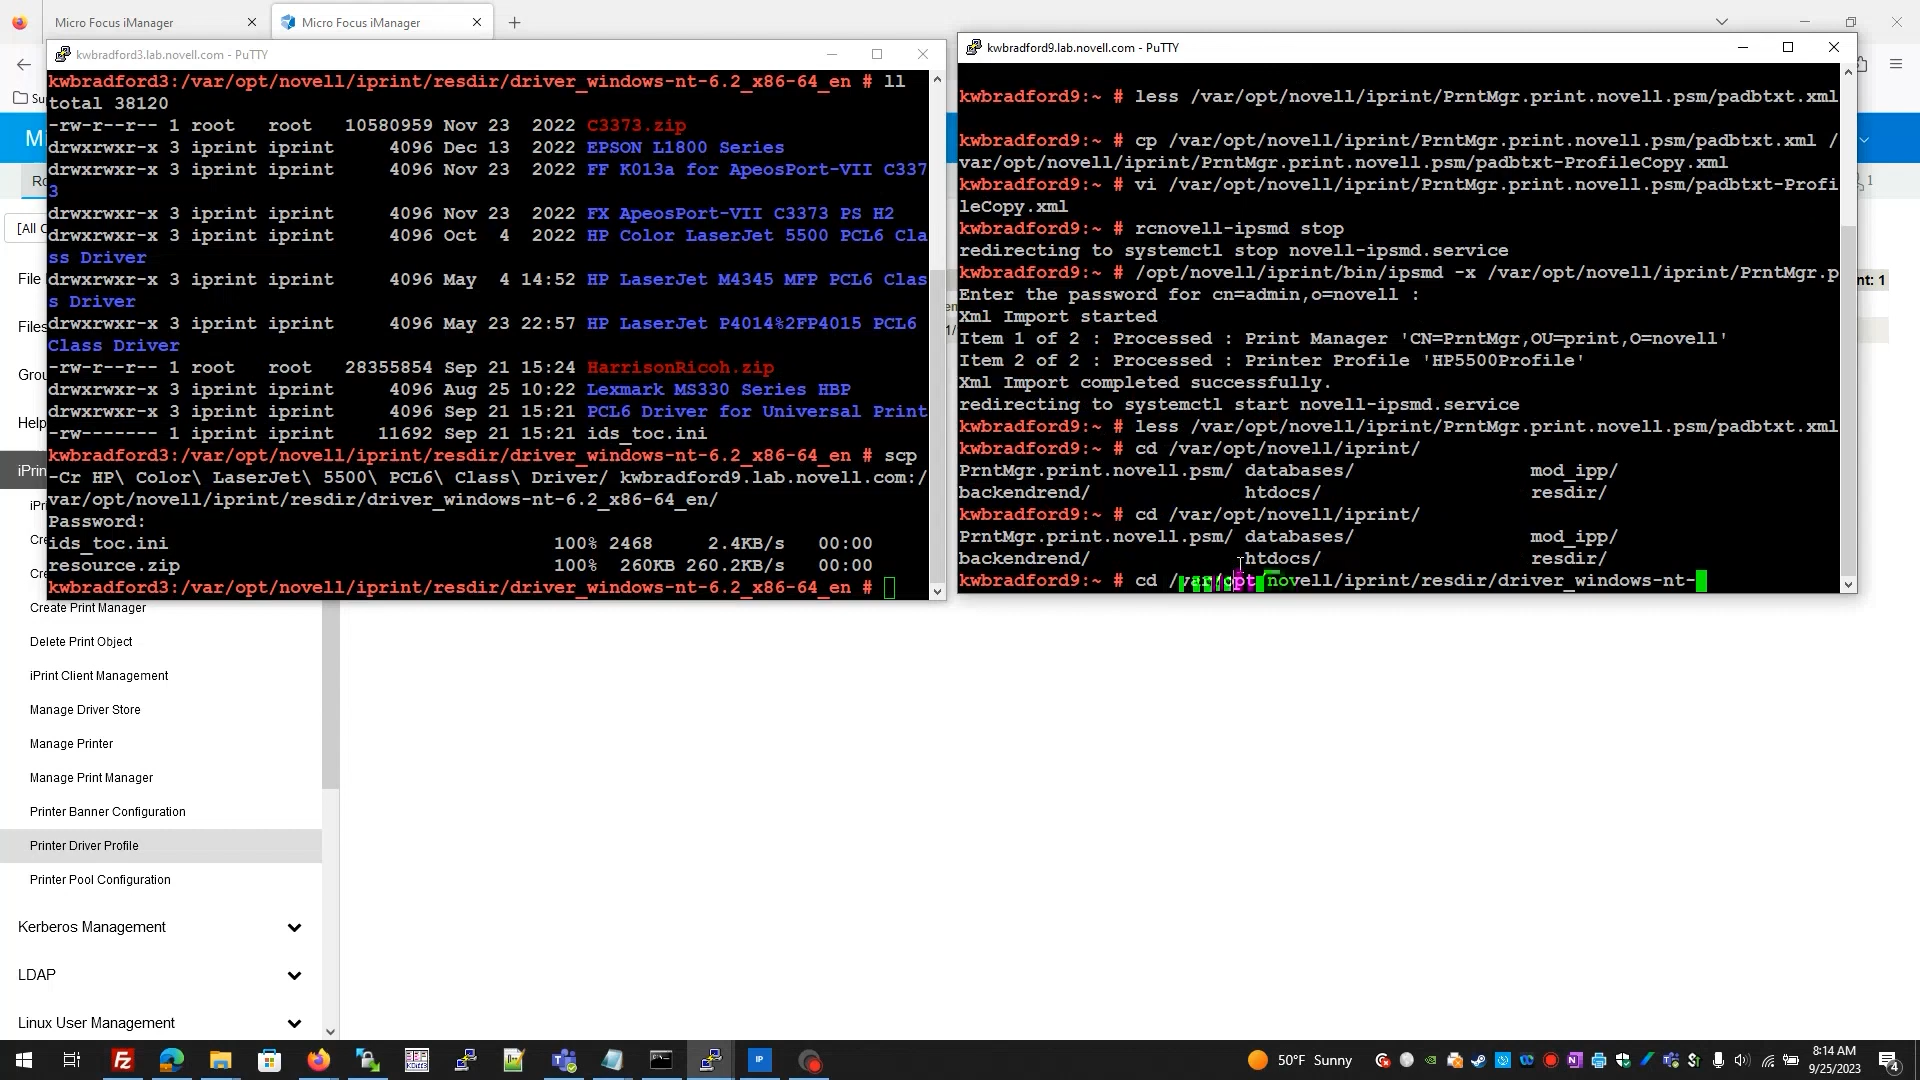 Micro Focus iManager
Micro Focus iManager
kwbradford3.lab.novell.com - PuTTY
kwbradford3:/var/opt/novell/iprint/resdir/driver_windows-nt-6.2_x86-64_en # ll
total 38120
-rw-r--r-- 1 root root 10580959 Nov 23 2022 C3373.zip
drwxrwxr-x 3 iprint iprint 4096 Dec 13 2022 EPSON L1800 Series
drwxrwxr-x 3 iprint iprint 4096 Nov 23 2022 FF K013a for ApeosPort-VII C337
3
drwxrwxr-x 3 iprint iprint 4096 Nov 23 2022 FX ApeosPort-VII C3373 PS H2
drwxrwxr-x 3 iprint iprint 4096 Oct 4 2022 HP Color LaserJet 5500 PCL6 Cla
ss Driver
drwxrwxr-x 3 iprint iprint 4096 May 4 14:52 HP LaserJet M4345 MFP PCL6 Clas
s Driver
drwxrwxr-x 3 iprint iprint 4096 May 23 22:57 HP LaserJet P4014%2FP4015 PCL6
Class Driver
-rw-r--r-- 1 root root 28355854 Sep 21 15:24 HarrisonRicoh.zip
drwxrwxr-x 3 iprint iprint 4096 Aug 25 10:22 Lexmark MS330 Series HBP
drwxrwxr-x 3 iprint iprint 4096 Sep 21 15:21 PCL6 Driver for Universal Print
-rw------- 1 iprint iprint 11692 Sep 21 15:21 ids_toc.ini
kwbradford3:/var/opt/novell/iprint/resdir/driver_windows-nt-6.2_x86-64_en # scp
-Cr HP\ Color\ LaserJet\ 5500\ PCL6\ Class\ Driver/ kwbradford9.lab.novell.com:/
var/opt/novell/iprint/resdir/driver_windows-nt-6.2_x86-64_en/
Password:
ids_toc.ini 100% 2468 2.4KB/s 00:00
resource.zip 100% 260KB 260.2KB/s 00:00
kwbradford3:/var/opt/novell/iprint/resdir/driver_windows-nt-6.2_x86-64_en #
kwbradford9.lab.novell.com - PuTTY
kwbradford9:~ # less /var/opt/novell/iprint/PrntMgr.print.novell.psm/padbtxt.xml
kwbradford9:~ # cp /var/opt/novell/iprint/PrntMgr.print.novell.psm/padbtxt.xml /
var/opt/novell/iprint/PrntMgr.print.novell.psm/padbtxt-ProfileCopy.xml
kwbradford9:~ # vi /var/opt/novell/iprint/PrntMgr.print.novell.psm/padbtxt-Profi
leCopy.xml
kwbradford9:~ # rcnovell-ipsmd stop
redirecting to systemctl stop novell-ipsmd.service
kwbradford9:~ # /opt/novell/iprint/bin/ipsmd -x /var/opt/novell/iprint/PrntMgr.p
Enter the password for cn=admin,o=novell :
Xml Import started
Item 1 of 2 : Processed : Print Manager 'CN=PrntMgr,OU=print,O=novell'
Item 2 of 2 : Processed : Printer Profile 'HP5500Profile'
Xml Import completed successfully.
redirecting to systemctl start novell-ipsmd.service
kwbradford9:~ # less /var/opt/novell/iprint/PrntMgr.print.novell.psm/padbtxt.xml
kwbradford9:~ # cd /var/opt/novell/iprint/
PrntMgr.print.novell.psm/ databases/ mod_ipp/
backendrend/ htdocs/ resdir/
kwbradford9:~ # cd /var/opt/novell/iprint/
PrntMgr.print.novell.psm/ databases/ mod_ipp/
backendrend/ htdocs/ resdir/
kwbradford9:~ # cd /var/opt/novell/iprint/resdir/driver_windows-nt-
Su
Mi
Ro
1
[All C
File
nt: 1
Files
Grou
Help
iPrin
iPri
Cre
Cre
Create Print Manager
Delete Print Object
iPrint Client Management
Manage Driver Store
Manage Printer
Manage Print Manager
Printer Banner Configuration
Printer Driver Profile
Printer Pool Configuration
Kerberos Management
LDAP
Linux User Management
50°F Sunny
8:14 AM
9/25/2023
4